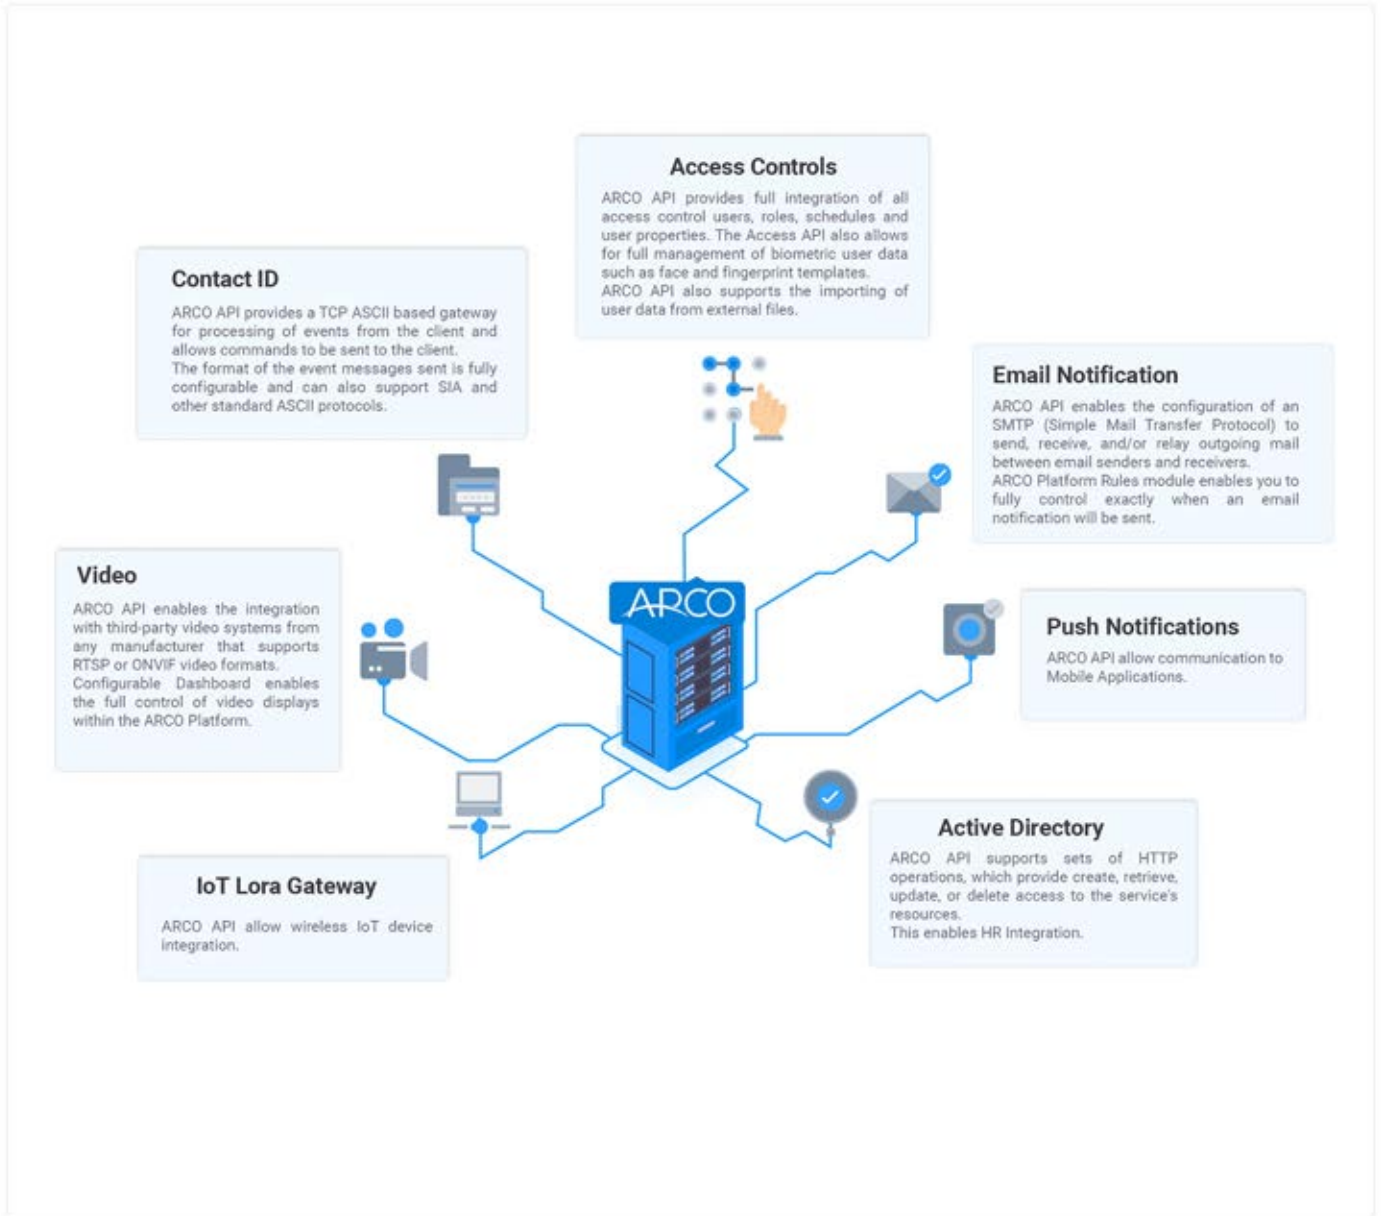 Access Controls
ARCO API provides full integration of all
access control users, roles, schedules and
user properties. The Access API also allows
for full management of biometric user data
such as face and fingerprint templates.
ARCO API also supports the importing of
user data from external files.
Contact ID
ARCO API provides a TCP ASCII based gateway
for processing of events from the client and
allows commands to be sent to the client.
The format of the event messages sent is fully
configurable and can also support SIA and
other standard ASCII protocols.
Email Notification
ARCO API enables the configuration of an
SMTP (Simple Mail Transfer Protocol) to
send, receive, and/or relay outgoing mail
between email senders and receivers.
ARCO Platform Rules module enables you to
fully control exactly when an email
notification will be sent.
Video
ARCO API enables the integration
with third-party video systems from
any manufacturer that supports
RTSP or ONVIF video formats.
Configurable Dashboard enables
the full control of video displays
within the ARCO Platform.
ARCO
Push Notifications
ARCO API allow communication to
Mobile Applications.
IoT Lora Gateway
ARCO API allow wireless IoT device
integration.
Active Directory
ARCO API supports sets of HTTP
operations, which provide create, retrieve,
update, or delete access to the service's
resources.
This enables HR Integration.